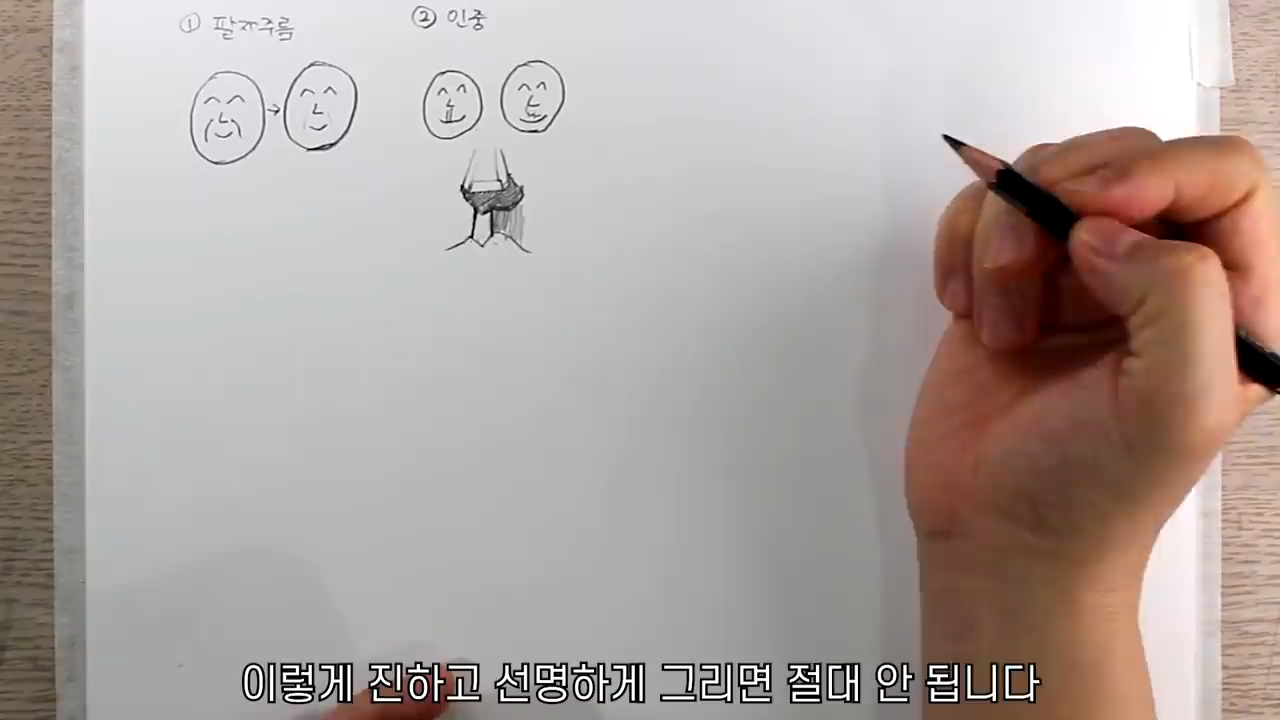 ① 팔자주름
② 인중
이렇게 진하고 선명하게 그리면 절대 안 됩니다